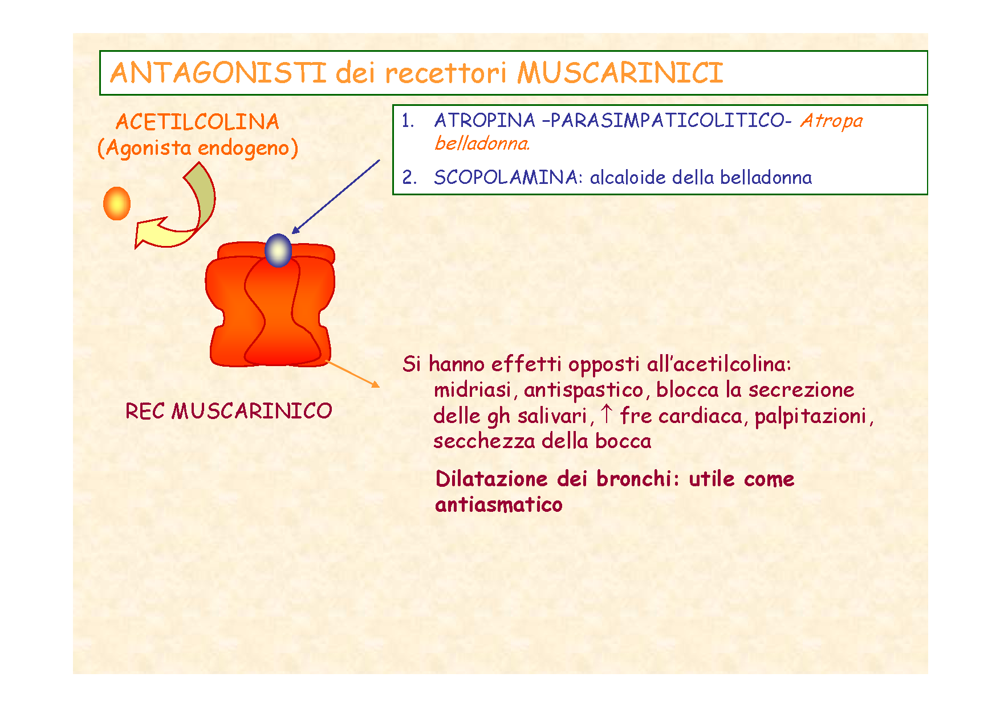 ANTAGONISTI dei recettori MUSCARINICI
ACETILCOLINA
(Agonista endogeno)
1. ATROPINA –PARASIMPATICOLITICO- Atropa
belladonna.
2. SCOPOLAMINA: alcaloide della belladonna
REC MUSCARINICO
Si hanno effetti opposti all’acetilcolina:
midriasi, antispastico, blocca la secrezione
delle gh salivari, ↑ fre cardiaca, palpitazioni,
secchezza della bocca
Dilatazione dei bronchi: utile come
antiasmatico